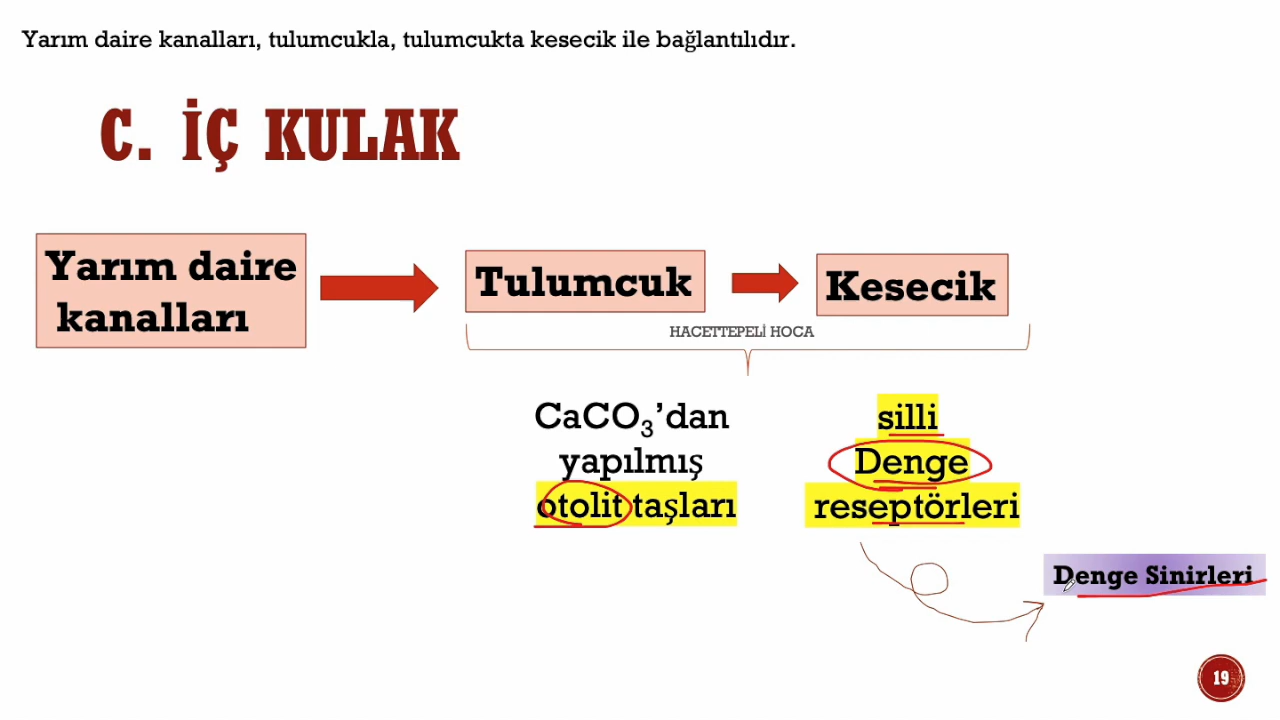 Yarım daire kanalları, tulumcukla, tulumcukta kesecik ile bağlantılıdır.
C. İÇ KULAK
Yarım daire
kanalları
Tulumcuk
Kesecik
HACETTEPELİ HOCA
CaCO₃’dan
yapılmış
otolit taşları
silli
Denge
reseptörleri
Denge Sinirleri
19